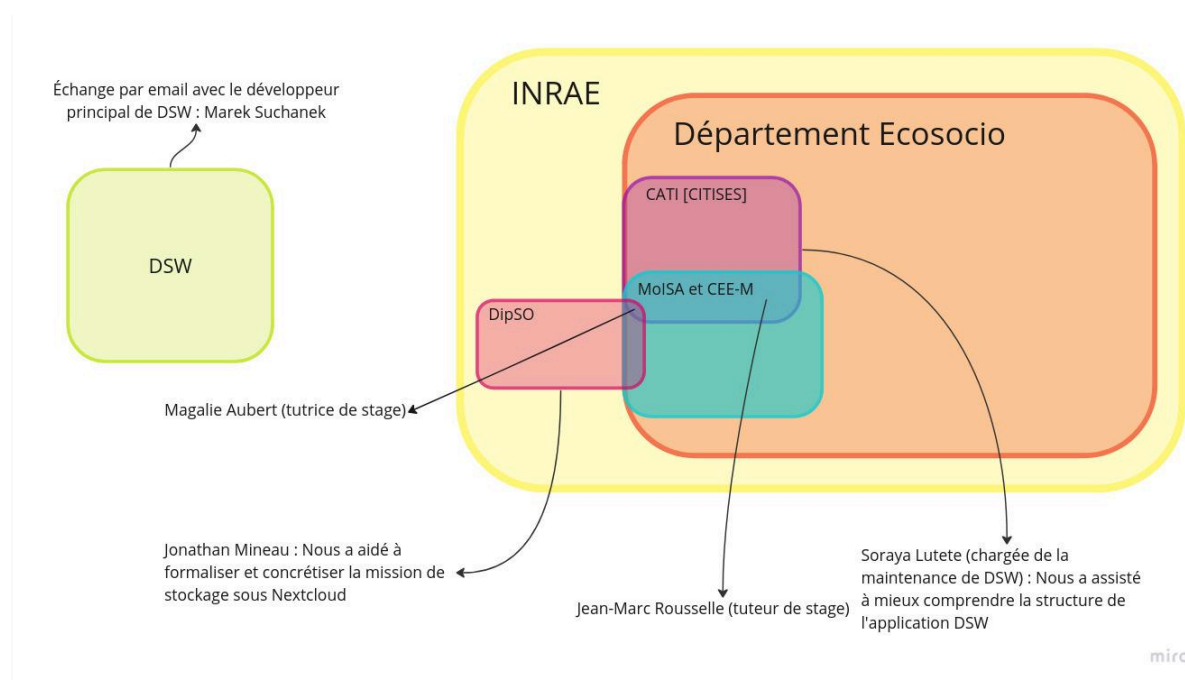 Échange par email avec le développeur
principal de DSW : Marek Suchanek
DSW
INRAE
Département Ecosocio
CATI [CITISES]
MoISA et CEE-M
DipSO
Magalie Aubert (tutrice de stage)
Jonathan Mineau : Nous a aidé à
formaliser et concrétiser la mission de
stockage sous Nextcloud
Jean-Marc Rousselle (tuteur de stage)
Soraya Lutete (chargée de la
maintenance de DSW) : Nous a assisté
à mieux comprendre la structure de
l'application DSW
miro